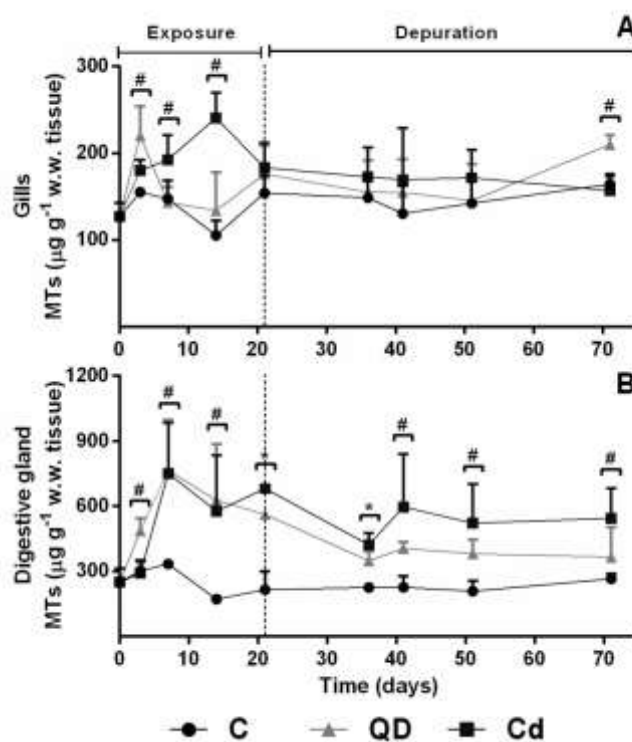 Exposure Depuration A
# # # #
300
200
100
Gills
MTs (µg g⁻¹ w.w. tissue)
0 10 20 30 40 50 60 70
B
# # # * * # # #
1200
900
600
300
Digestive gland
MTs (µg g⁻¹ w.w. tissue)
0 10 20 30 40 50 60 70
Time (days)
C QD Cd